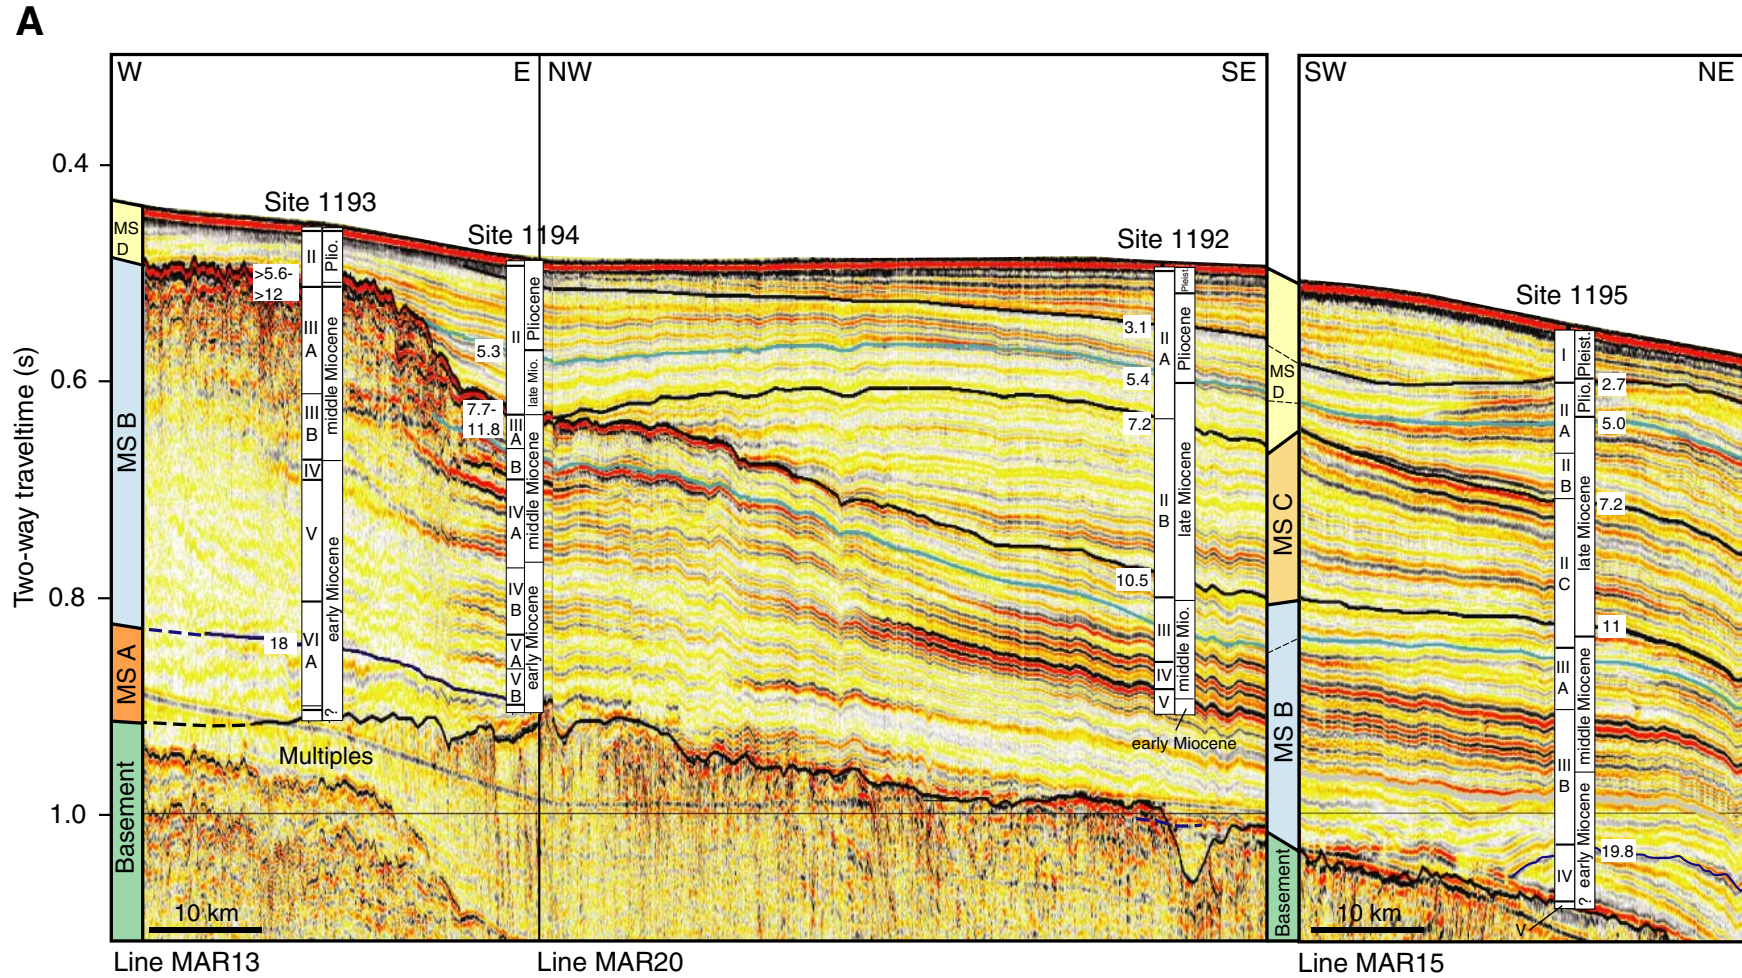 A
W
E
NW
SE
SW
NE
Two-way traveltime (s)
0.4
0.6
0.8
1.0
MS
D
MS B
MS A
Basement
Site 1193
>5.6-
>12
18
II
III
A
III
B
IV
V
VI
A
Plio.
middle Miocene
early Miocene
?
Multiples
10 km
Site 1194
5.3
7.7-
11.8
II
III
A
B
IV
A
IV
B
V
A
V
B
Pliocene
late Mio.
middle Miocene
early Miocene
Site 1192
3.1
5.4
7.2
10.5
II
A
II
B
III
IV
V
Pleist.
Pliocene
late Miocene
middle Mio.
early Miocene
MS
D
MS C
MS B
Basement
Site 1195
I
II
A
II
B
II
C
III
A
III
B
IV
V
Pleist.
Plio.
late Miocene
middle Miocene
early Miocene
?
2.7
5.0
7.2
11
19.8
10 km
Line MAR13
Line MAR20
Line MAR15